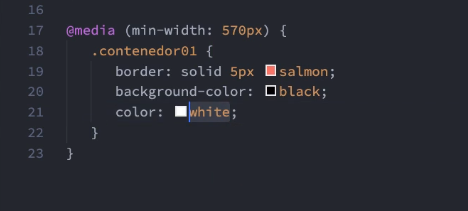 16
17 @media (min-width: 570px) {
18 .contenedor01 {
19 border: solid 5px salmon;
20 background-color: black;
21 color: white;
22 }
23 }